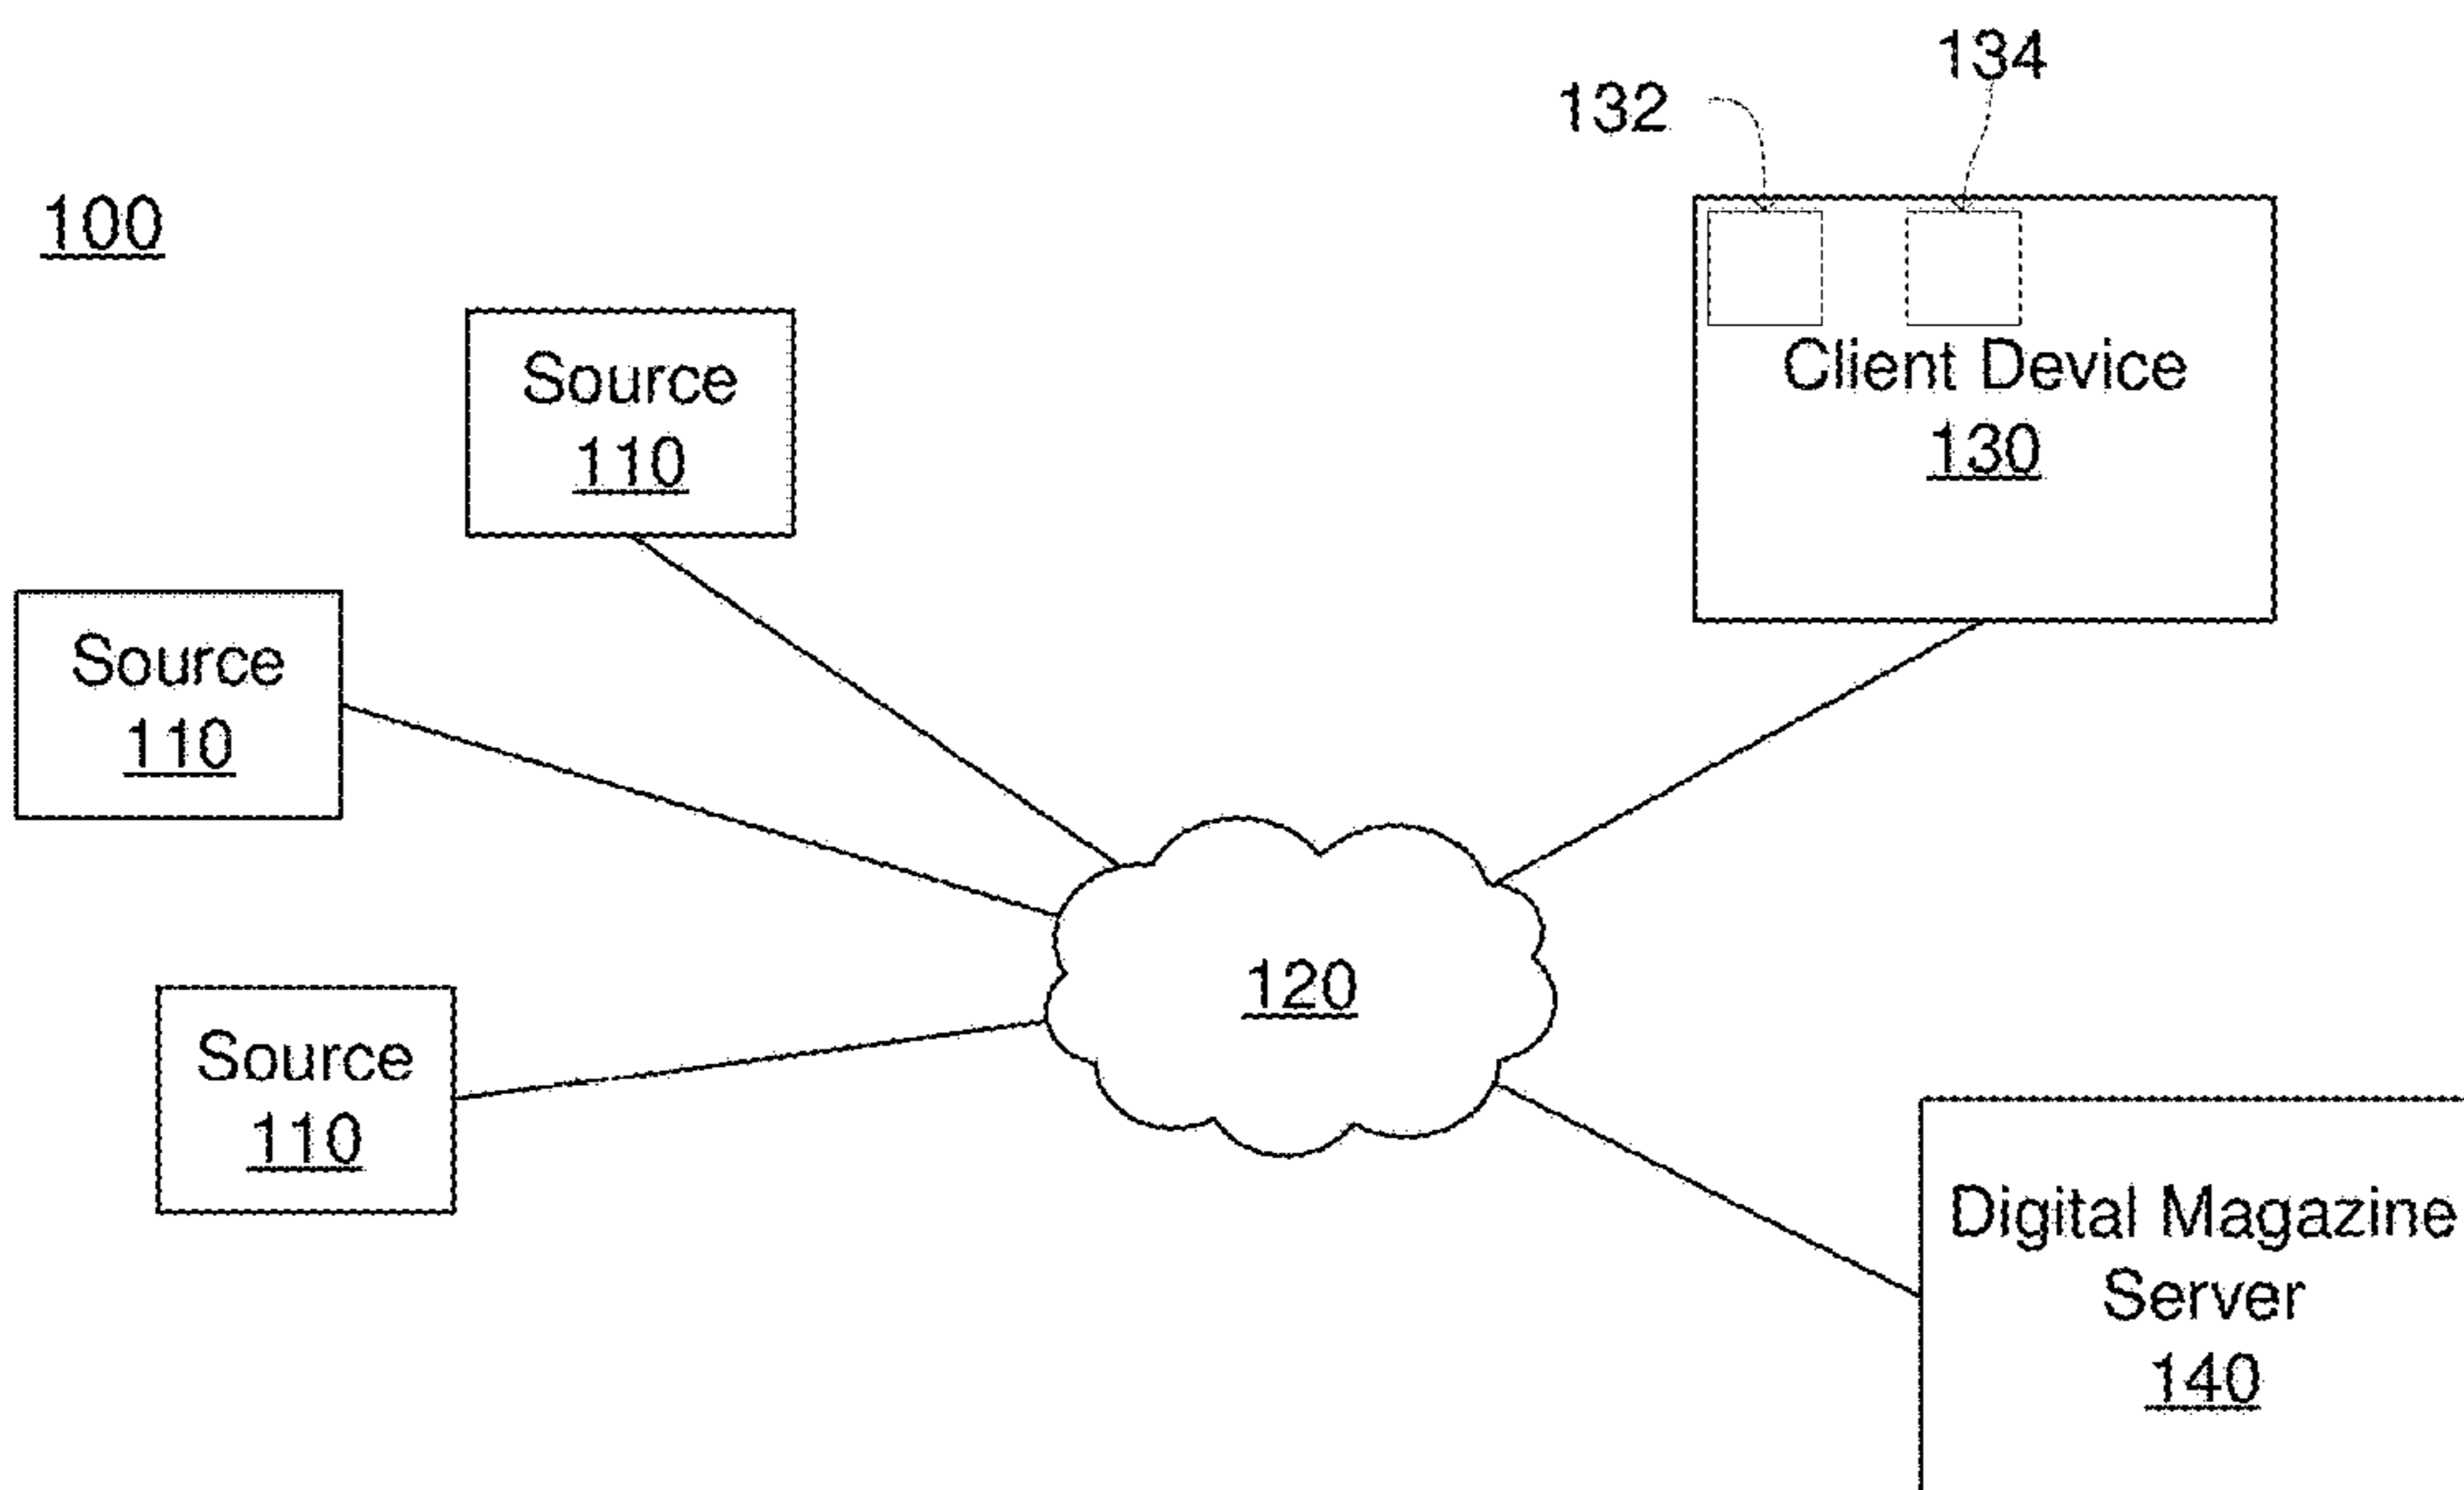 134
132
100
Source
110
Client Device
130
Source
110
120
Source
110
Digital Magazine
Server
140